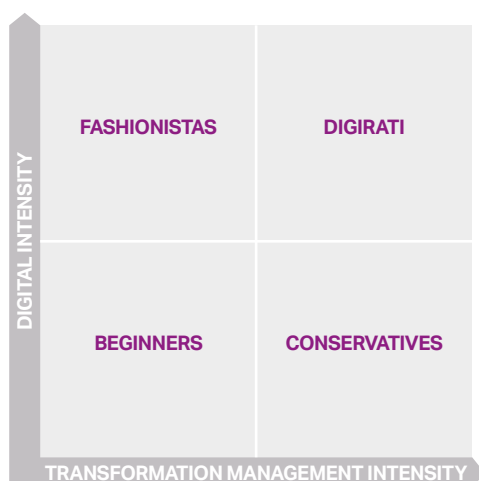 FASHIONISTAS
DIGIRATI
DIGITAL INTENSITY
BEGINNERS
CONSERVATIVES
TRANSFORMATION MANAGEMENT INTENSITY